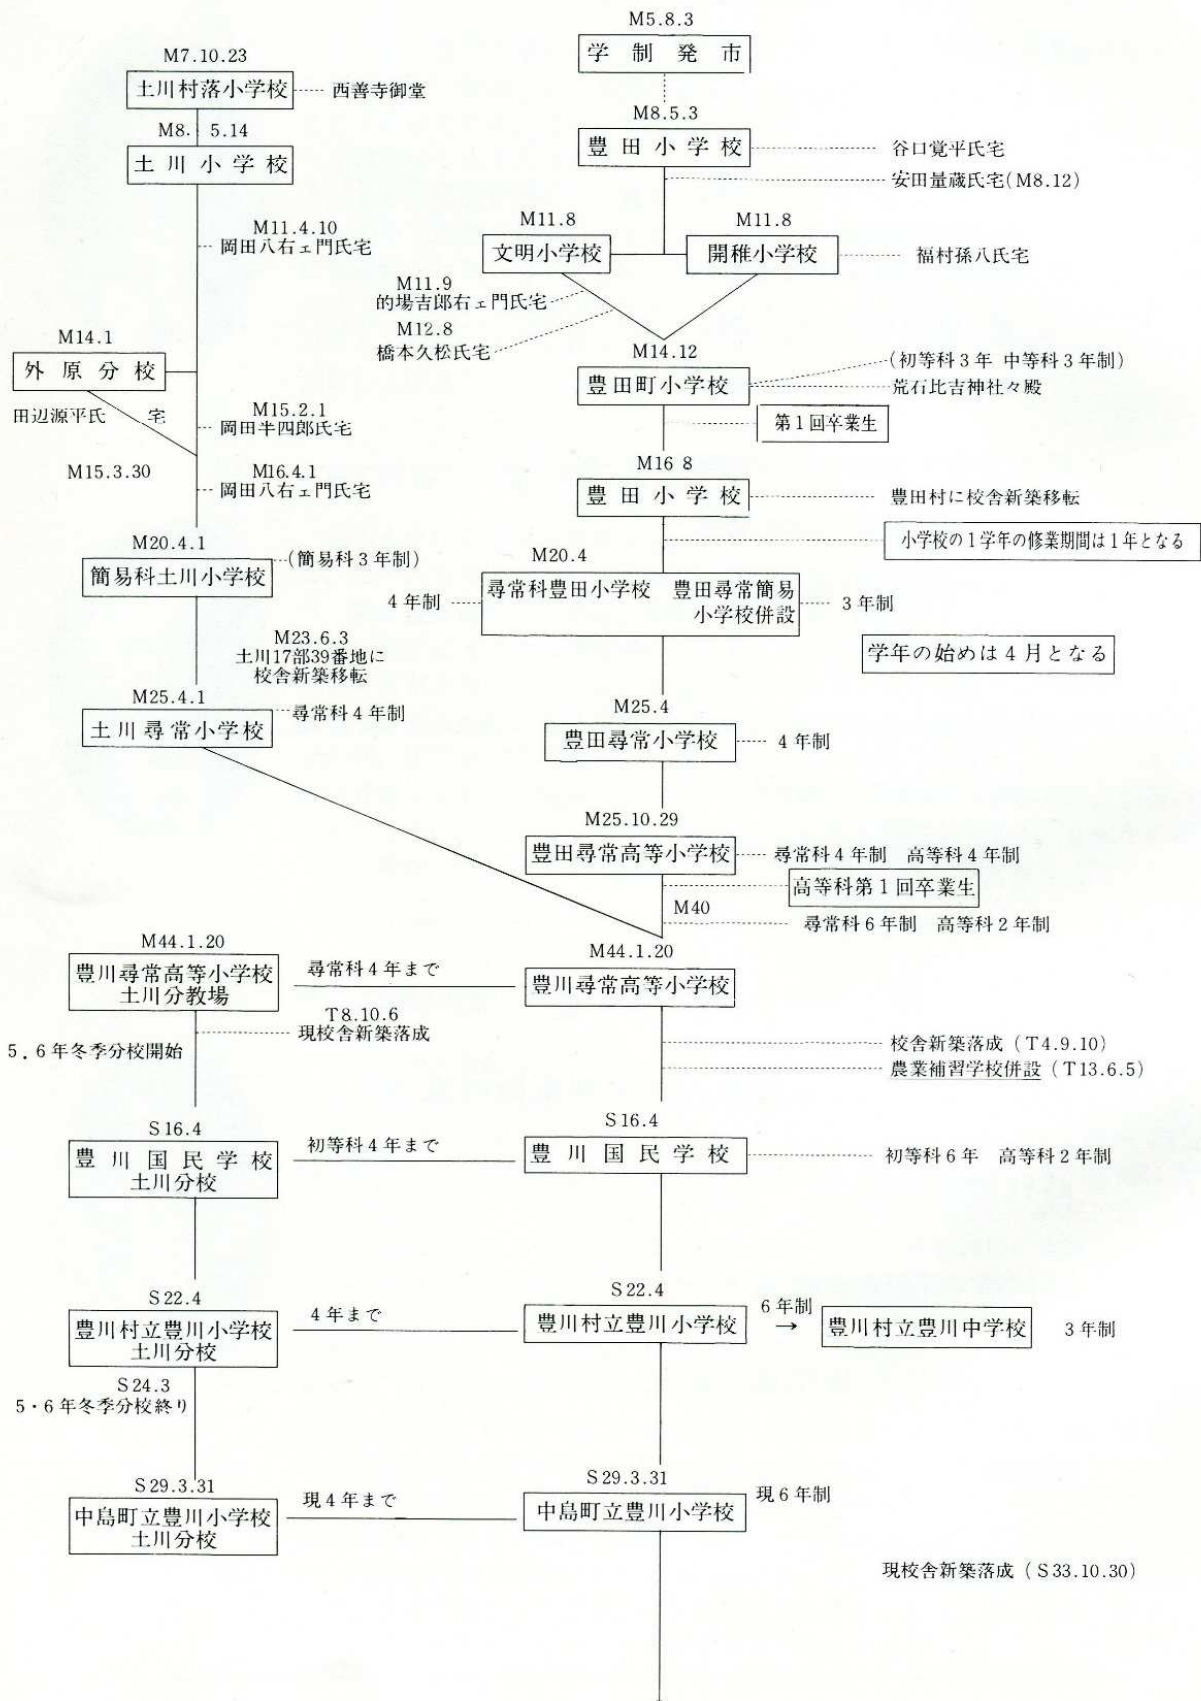 M5.8.3
学制発市
M7.10.23
土川村落小学校
西善寺御堂
M8. 5.14
土川小学校
M8.5.3
豊田小学校
谷口覚平氏宅
安田量蔵氏宅(M8.12)
M11.4.10
岡田八右ェ門氏宅
M11.8
文明小学校
M11.8
開稚小学校
福村孫八氏宅
M11.9
的場吉郎右ェ門氏宅
M12.8
橋本久松氏宅
M14.1
外原分校
田辺源平氏 宅
M15.2.1
岡田半四郎氏宅
M15.3.30
M16.4.1
岡田八右ェ門氏宅
M14.12
豊田町小学校
(初等科3年 中等科3年制)
荒石比古神社々殿
第1回卒業生
M16 8
豊田小学校
豊田村に校舎新築移転
小学校の1学年の修業期間は1年となる
M20.4.1
簡易科土川小学校
(簡易科3年制)
M20.4
4年制
尋常科豊田小学校 豊田尋常簡易
小学校併設
3年制
M23.6.3
土川17部39番地に
校舎新築移転
学年の始めは4月となる
M25.4.1
土川尋常小学校
尋常科4年制
M25.4
豊田尋常小学校
4年制
M25.10.29
豊田尋常高等小学校
尋常科4年制 高等科4年制
高等科第1回卒業生
M40
尋常科6年制 高等科2年制
M44.1.20
豊川尋常高等小学校
土川分教場
尋常科4年まで
M44.1.20
豊川尋常高等小学校
T8.10.6
現校舎新築落成
5.6年冬季分校開始
校舎新築落成(T4.9.10)
農業補習学校併設(T13.6.5)
S16.4
豊川国民学校
土川分校
初等科4年まで
S16.4
豊川国民学校
初等科6年 高等科2年制
S22.4
豊川村立豊川小学校
土川分校
4年まで
S22.4
豊川村立豊川小学校
6年制
→
豊川村立豊川中学校
3年制
S24.3
5・6年冬季分校終り
S29.3.31
中島町立豊川小学校
土川分校
現4年まで
S29.3.31
中島町立豊川小学校
現6年制
現校舎新築落成(S33.10.30)